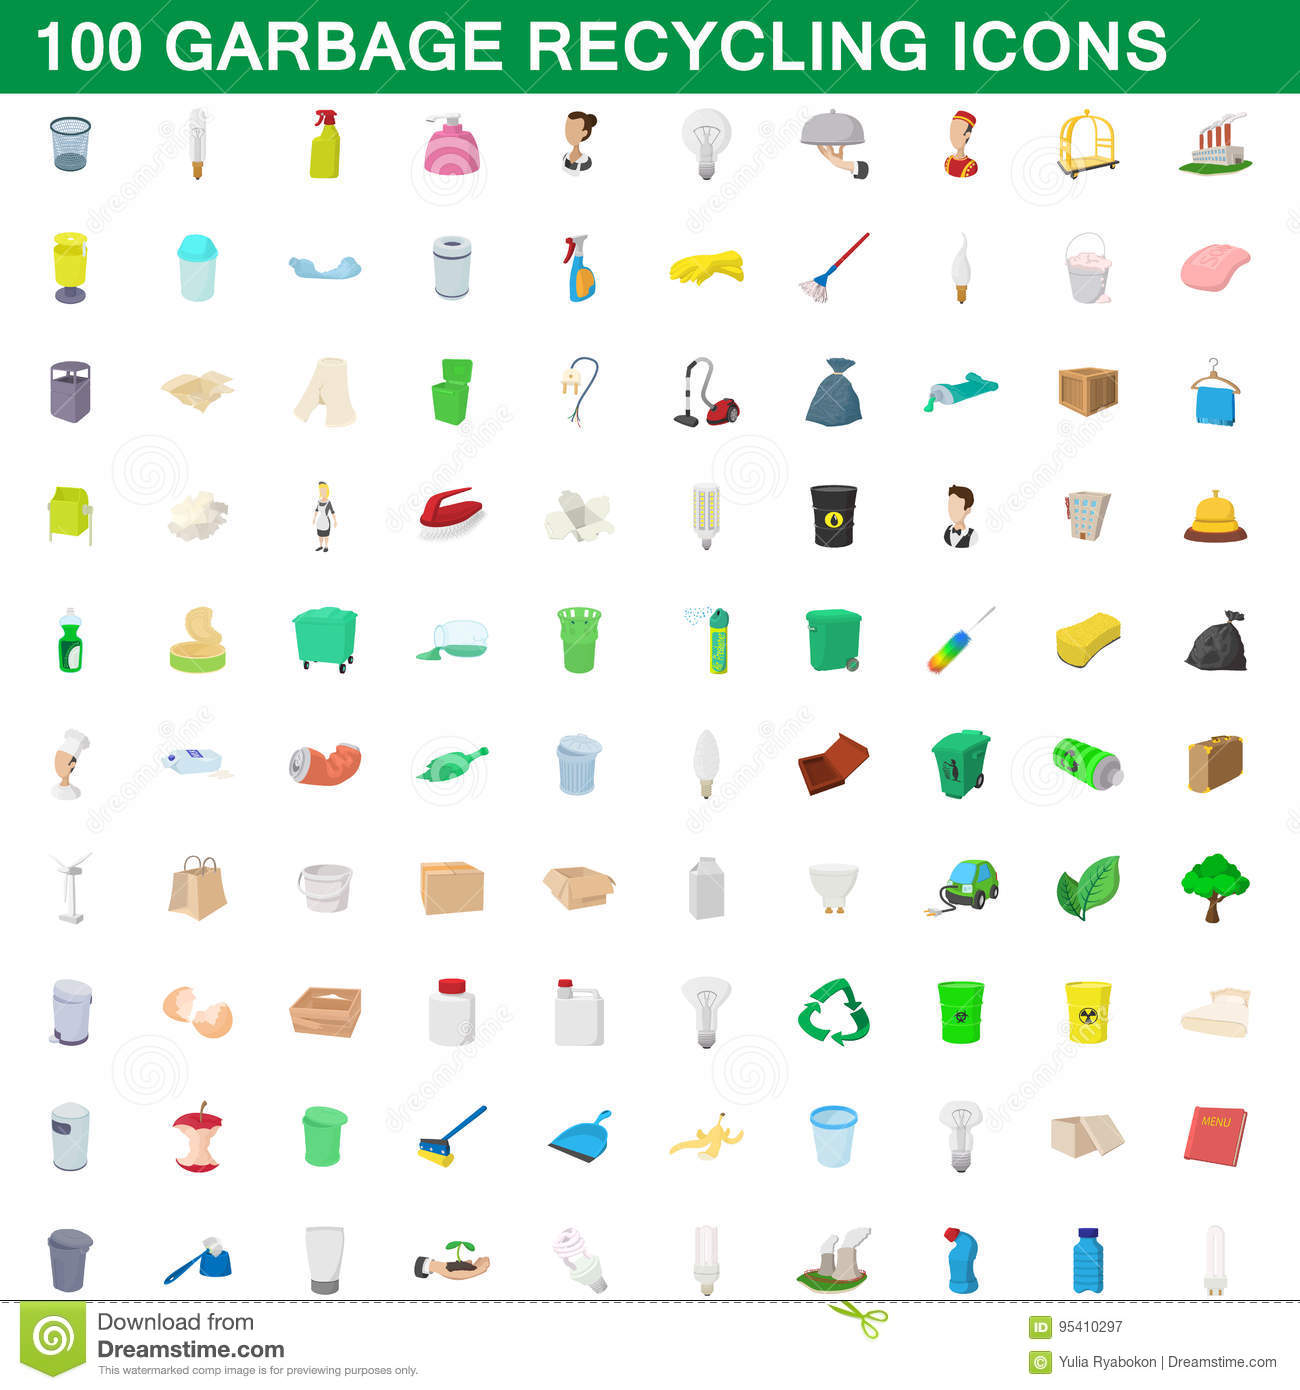 100 GARBAGE RECYCLING ICONS
MENU
Download from
Dreamstime.com
This watermarked comp image is for previewing purposes only.
ID 95410297
© Yulia Ryabokon | Dreamstime.com